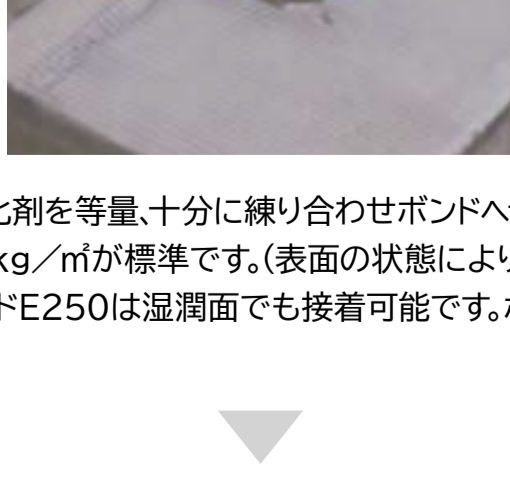 剤を等量、十分に練り合わせボンドヘ
kg／㎡が標準です。（表面の状態により
ドE250は湿潤面でも接着可能です。